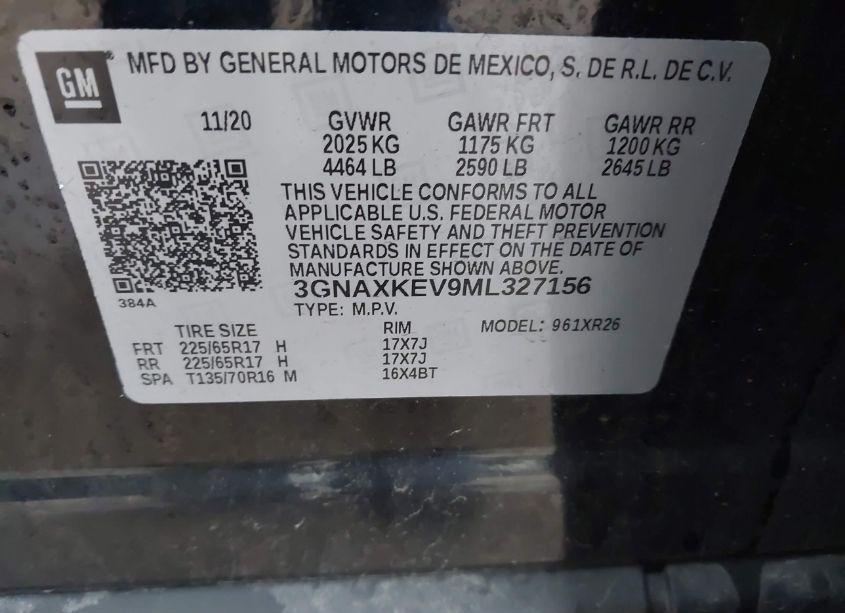 GM
MFD BY GENERAL MOTORS DE MEXICO, S. DE R.L. DE C.V.
11/20 GVWR GAWR FRT GAWR RR
2025 KG 1175 KG 1200 KG
4464 LB 2590 LB 2645 LB
THIS VEHICLE CONFORMS TO ALL
APPLICABLE U.S. FEDERAL MOTOR
VEHICLE SAFETY AND THEFT PREVENTION
STANDARDS IN EFFECT ON THE DATE OF
MANUFACTURE SHOWN ABOVE.
384A
3GNAXKEV9ML327156
TYPE: M.P.V.
TIRE SIZE RIM MODEL: 961XR26
FRT 225/65R17 H 17X7J
RR 225/65R17 H 17X7J
SPA T135/70R16 M 16X4BT